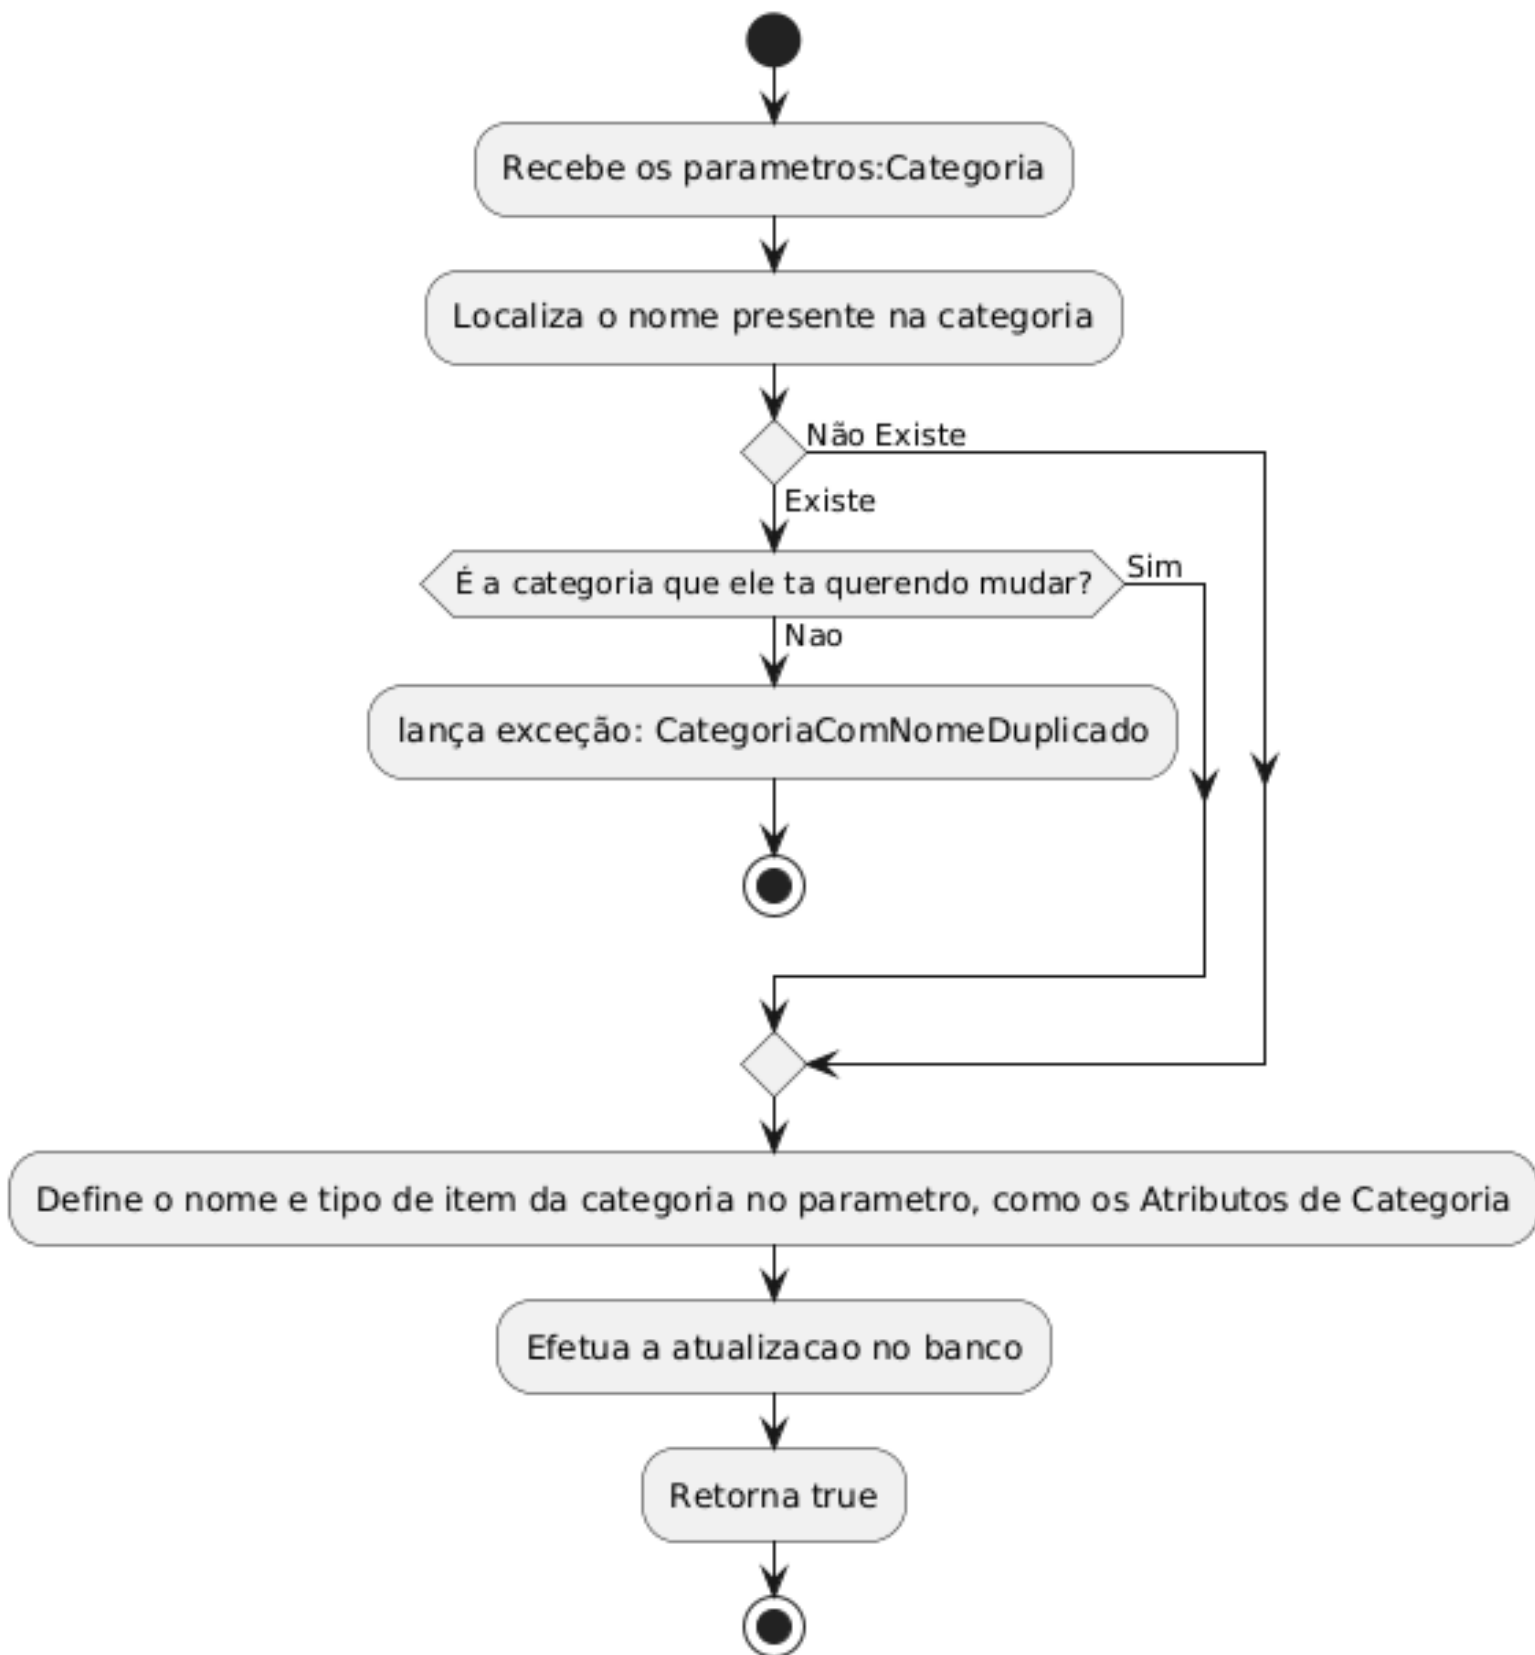 Recebe os parametros:Categoria
Localiza o nome presente na categoria
Não Existe
Existe
É a categoria que ele ta querendo mudar?
Sim
Nao
lança exceção: CategoriaComNomeDuplicado
Define o nome e tipo de item da categoria no parametro, como os Atributos de Categoria
Efetua a atualizacao no banco
Retorna true